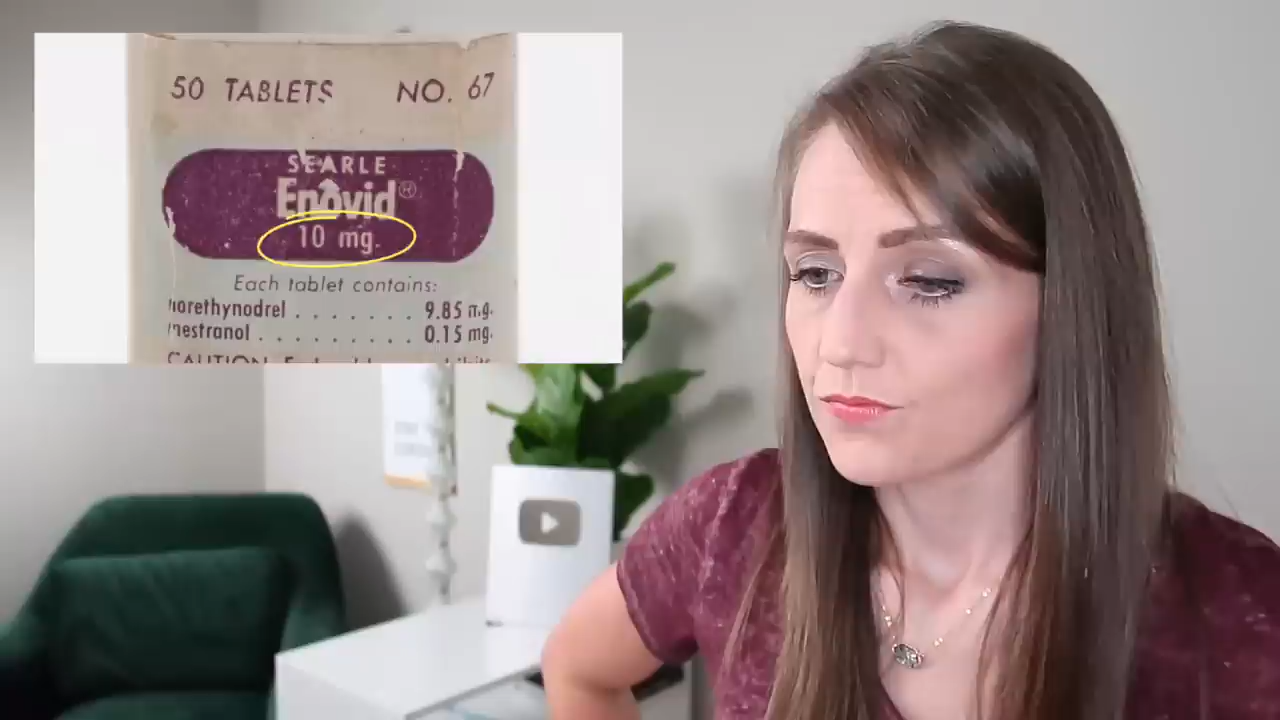 50 TABLETS NO. 67
SEARLE
Enovid®
10 mg.
Each tablet contains:
norethynodrel . . . . . . . 9.85 mg.
mestranol . . . . . . . . . 0.15 mg.
CAUTION: